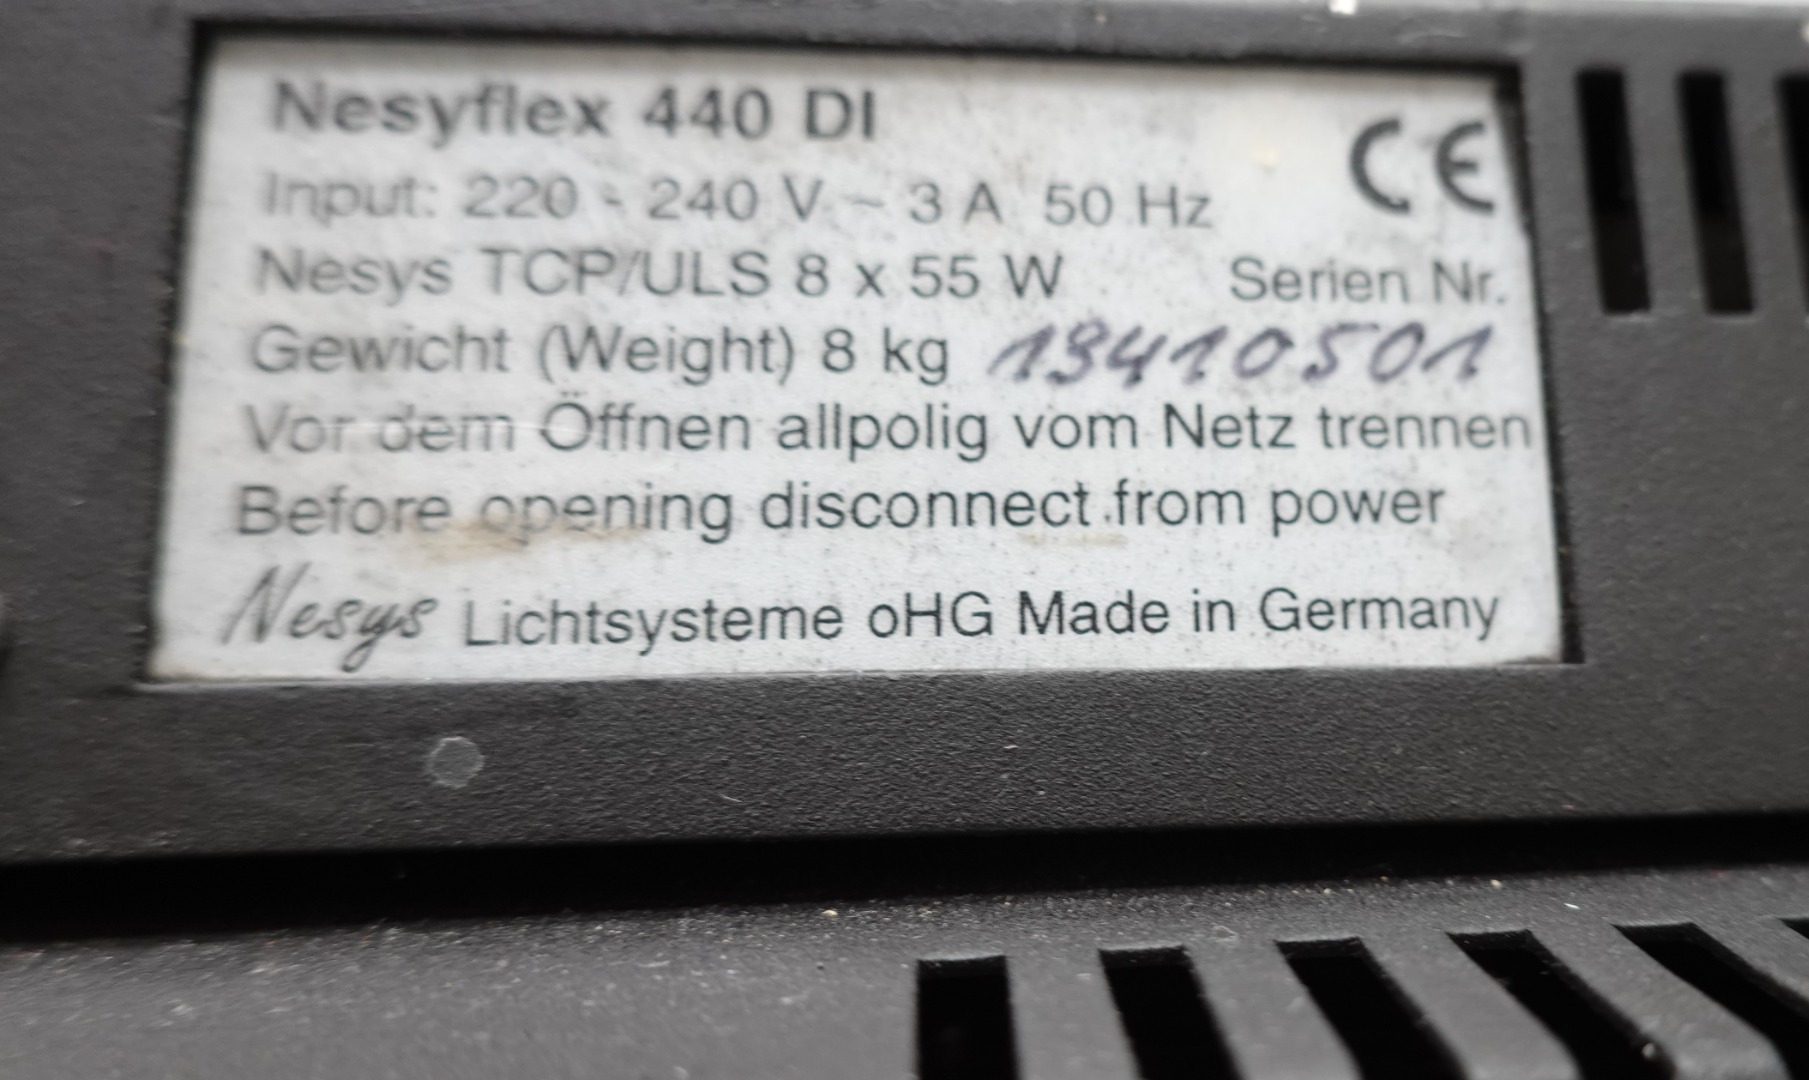 Nesyflex 440 DI
CE
Input: 220 - 240 V ~ 3 A 50 Hz
Nesys TCP/ULS 8 x 55 W Serien Nr.
Gewicht (Weight) 8 kg 19410501
Vor dem Öffnen allpolig vom Netz trennen
Before opening disconnect from power
Nesys Lichtsysteme oHG Made in Germany